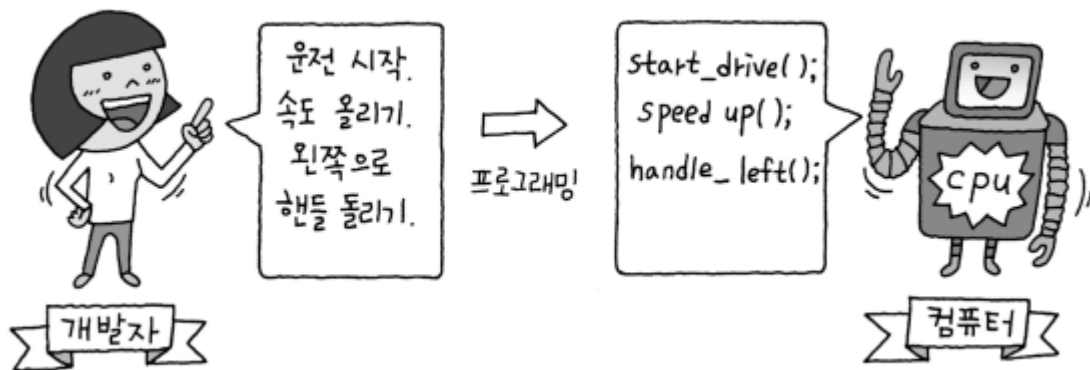 운전 시작.
속도 올리기.
왼쪽으로
핸들 돌리기.
프로그래밍
start_drive();
speed up();
handle_left();
cpu
개발자
컴퓨터